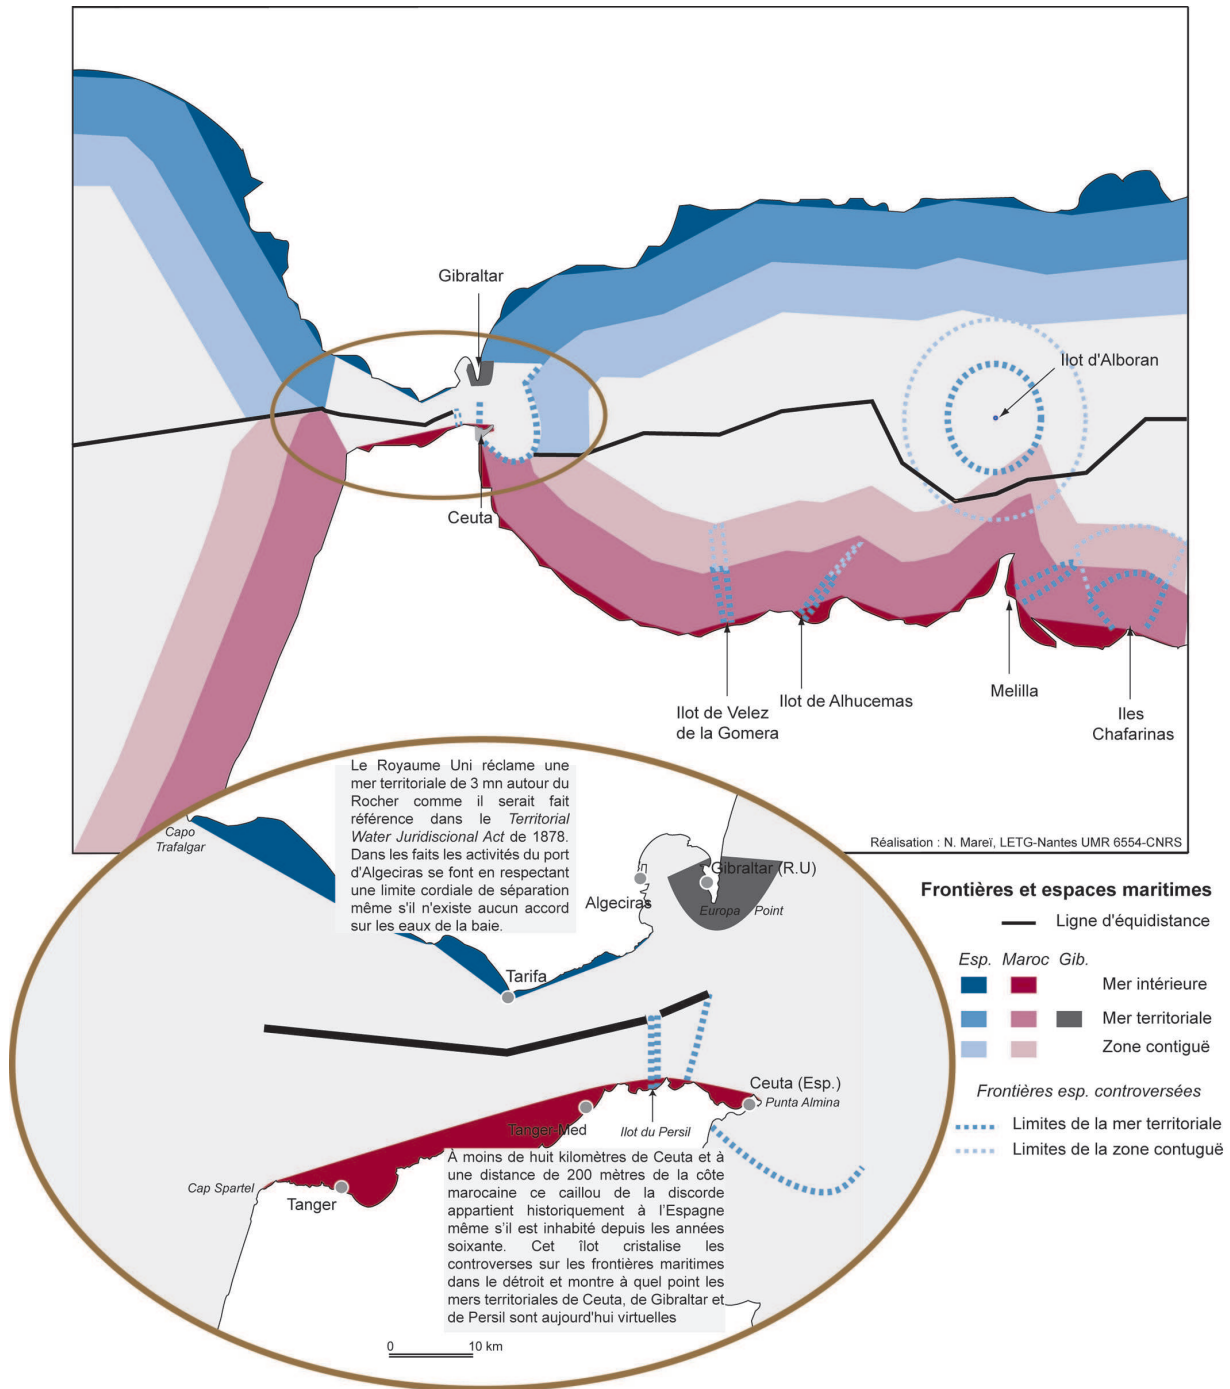 Gibraltar
Ilot d'Alboran
Ceuta
Ilot de Velez
de la Gomera
Ilot de Alhucemas
Melilla
Iles
Chafarinas
Réalisation : N. Mareï, LETG-Nantes UMR 6554-CNRS
Le Royaume Uni réclame une
mer territoriale de 3 mn autour du
Rocher comme il serait fait
référence dans le Territorial
Water Juridiscional Act de 1878.
Dans les faits les activités du port
d'Algeciras se font en respectant
une limite cordiale de séparation
même s'il n'existe aucun accord
sur les eaux de la baie.
Capo
Trafalgar
Algeciras
Gibraltar (R.U)
Europa Point
Tarifa
Ceuta (Esp.)
Punta Almina
Tanger-Med
Ilot du Persil
Cap Spartel
Tanger
À moins de huit kilomètres de Ceuta et à
une distance de 200 mètres de la côte
marocaine ce caillou de la discorde
appartient historiquement à l'Espagne
même s'il est inhabité depuis les années
soixante. Cet îlot cristalise les
controverses sur les frontières maritimes
dans le détroit et montre à quel point les
mers territoriales de Ceuta, de Gibraltar et
de Persil sont aujourd'hui virtuelles
0 10 km
Frontières et espaces maritimes
Ligne d'équidistance
Esp. Maroc Gib.
Mer intérieure
Mer territoriale
Zone contiguë
Frontières esp. controversées
Limites de la mer territoriale
Limites de la zone contuguë